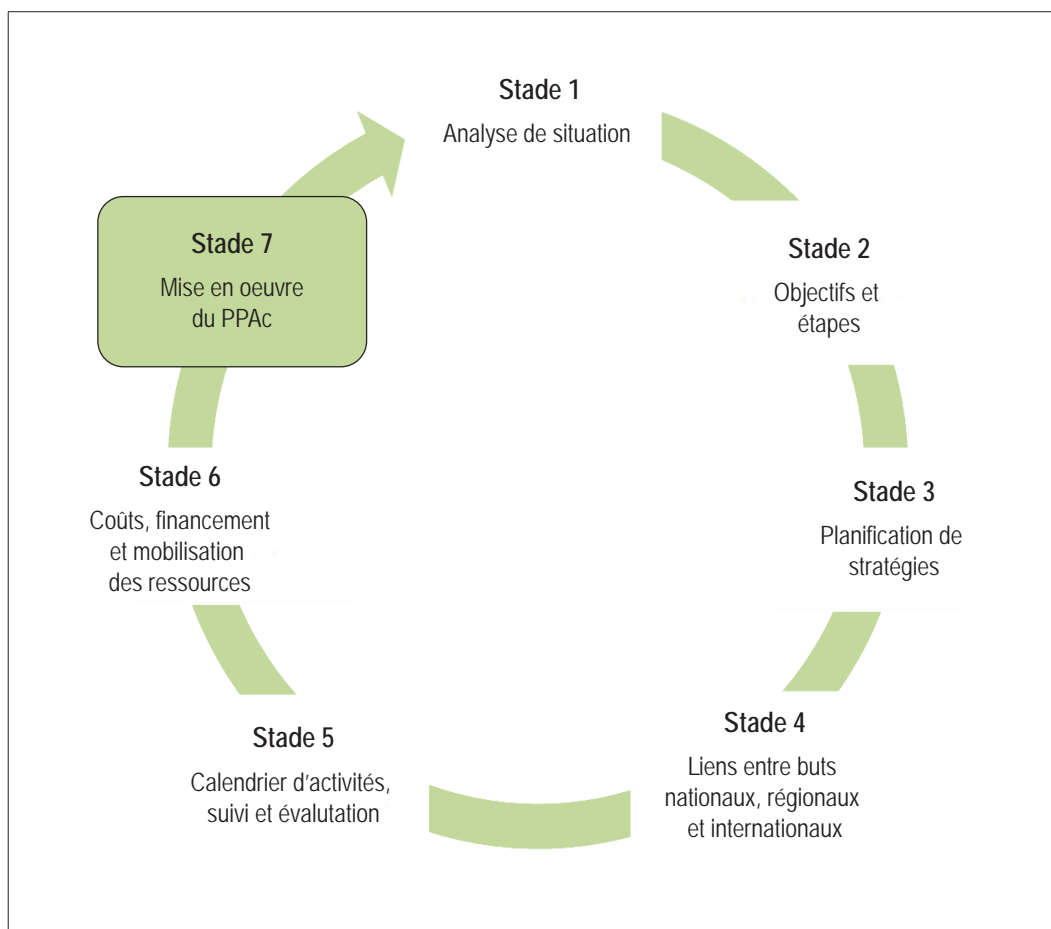 Stade 1
Analyse de situation
Stade 2
Objectifs et
étapes
Stade 3
Planification de
stratégies
Stade 4
Liens entre buts
nationaux, régionaux
et internationaux
Stade 5
Calendrier d'activités,
suivi et évalutation
Stade 6
Coûts, financement
et mobilisation
des ressources
Stade 7
Mise en oeuvre
du PPAc